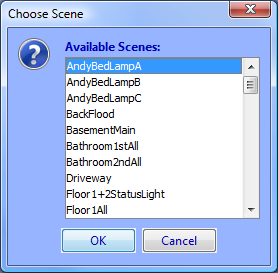 Choose Scene
Available Scenes:
AndyBedLampA
AndyBedLampB
AndyBedLampC
BackFlood
BasementMain
Bathroom1stAll
Bathroom2ndAll
Driveway
Floor1+2StatusLight
Floor1All
OK
Cancel